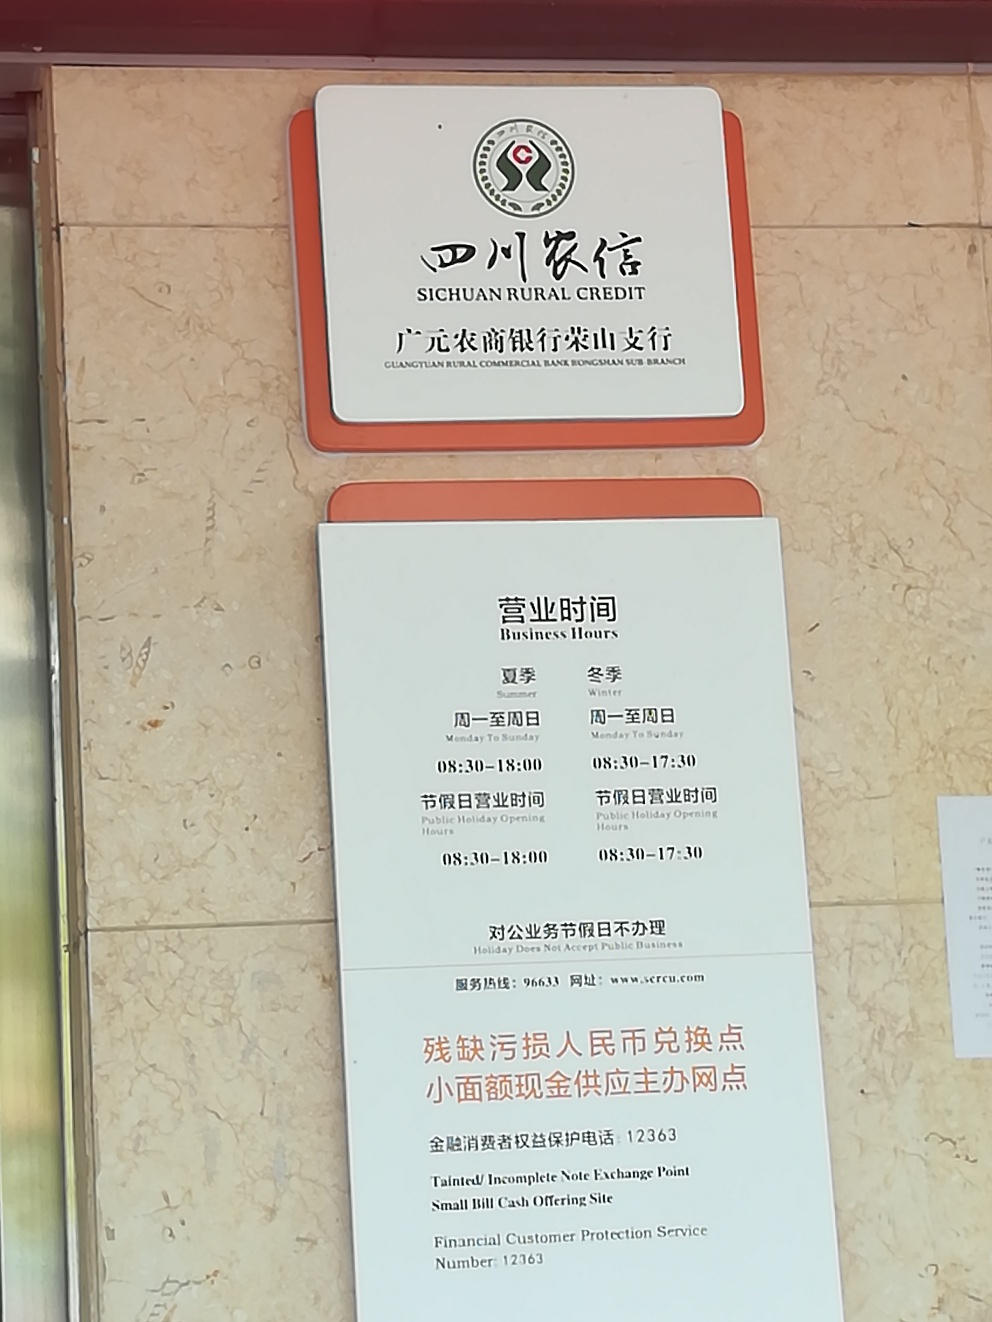 四川农信
四川农信
SICHUAN RURAL CREDIT
广元农商银行荣山支行
GUANGYUAN RURAL COMMERCIAL BANK RONGSHAN SUB-BRANCH
营业时间
Business Hours
夏季 冬季
Summer Winter
周一至周日 周一至周日
Monday To Sunday Monday To Sunday
08:30-18:00 08:30-17:30
节假日营业时间 节假日营业时间
Public Holiday Opening Public Holiday Opening
Hours Hours
08:30-18:00 08:30-17:30
对公业务节假日不办理
Holiday Does Not Accept Public Business
服务热线：96633 网址：www.scrcu.com
残缺污损人民币兑换点
小面额现金供应主办网点
金融消费者权益保护电话：12363
Tainted/ Incomplete Note Exchange Point
Small Bill Cash Offering Site
Financial Customer Protection Service
Number: 12363